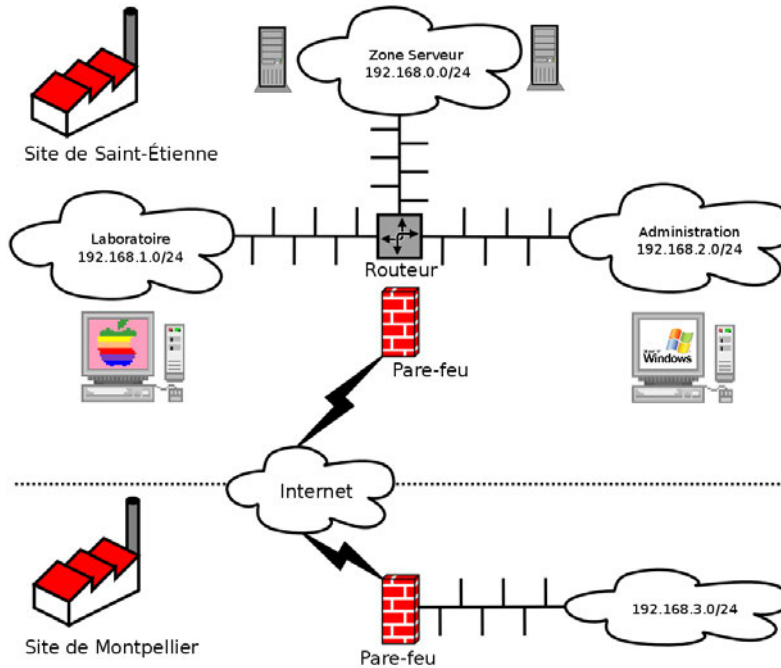 Zone Serveur
192.168.0.0/24
Site de Saint-Étienne
Laboratoire
192.168.1.0/24
Administration
192.168.2.0/24
Routeur
Windows
Pare-feu
Internet
192.168.3.0/24
Site de Montpellier
Pare-feu